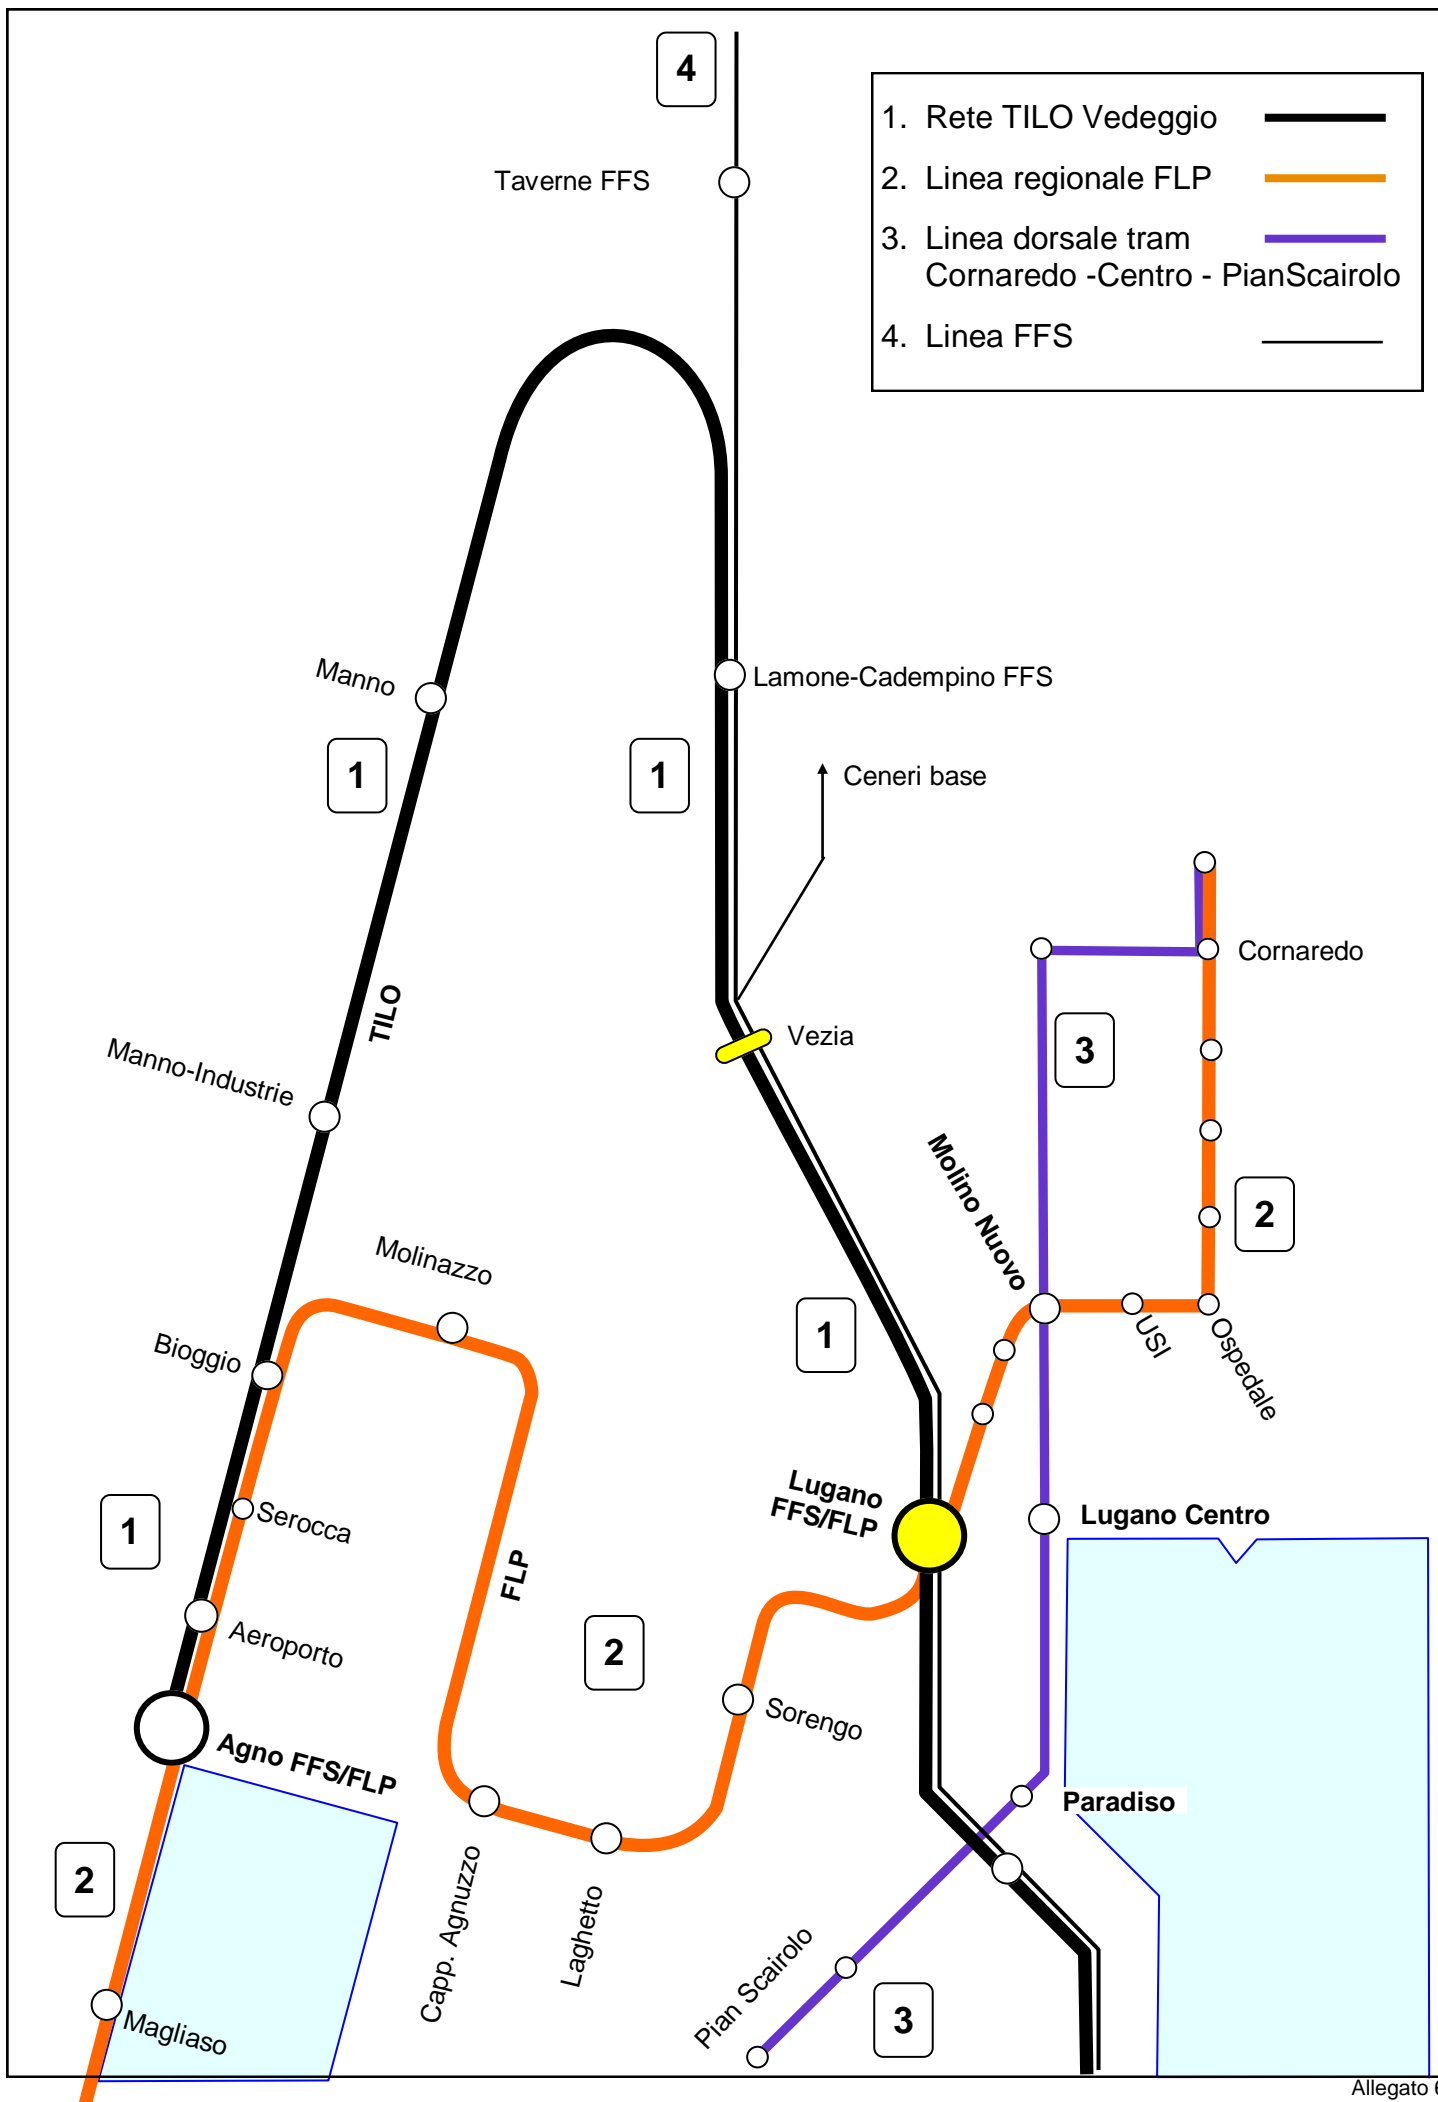 4
1. Rete TILO Vedeggio
2. Linea regionale FLP
3. Linea dorsale tram
Cornaredo -Centro - PianScairolo
4. Linea FFS
Taverne FFS
Manno
Lamone-Cadempino FFS
1
1
Ceneri base
Cornaredo
TILO
Vezia
3
Manno-Industrie
Molino Nuovo
2
Molinazzo
1
Bioggio
USI
Ospedale
Lugano
FFS/FLP
Lugano Centro
1
Serocca
FLP
Aeroporto
2
Sorengo
Agno FFS/FLP
Paradiso
2
Capp. Agnuzzo
Laghetto
Pian Scairolo
3
Magliaso
Allegato 6